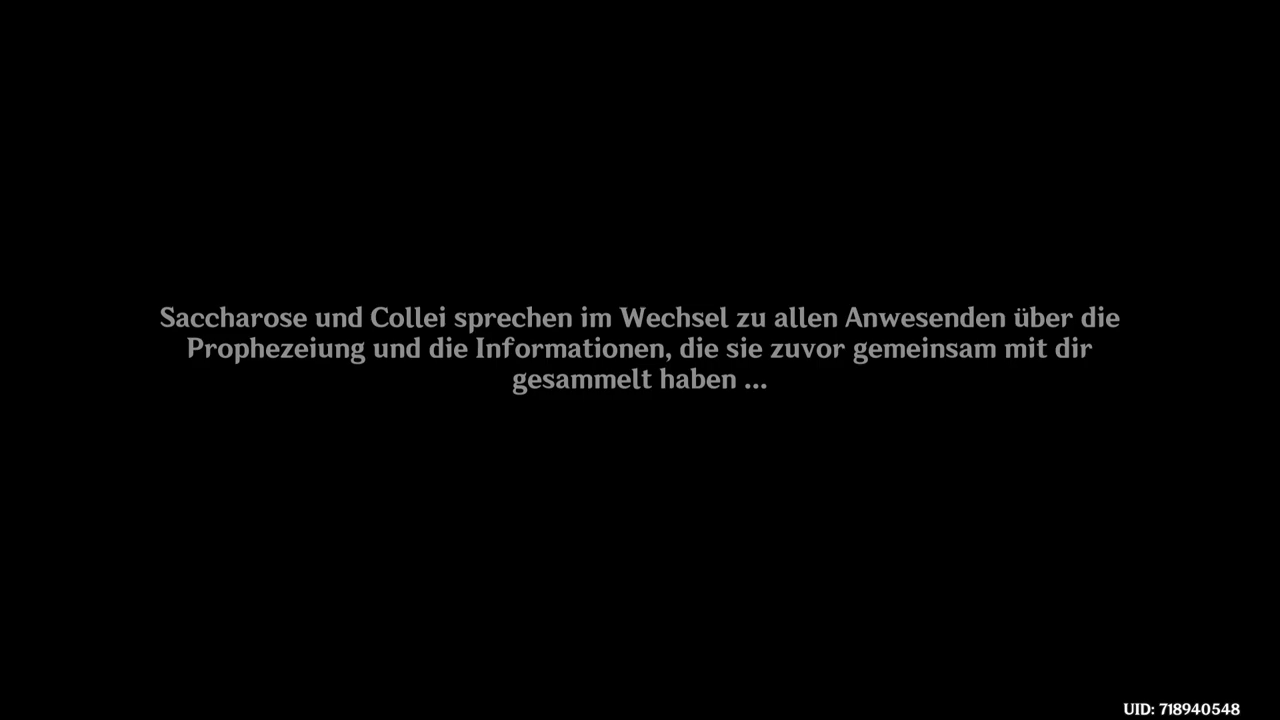 Saccharose und Collei sprechen im Wechsel zu allen Anwesenden über die
Prophezeiung und die Informationen, die sie zuvor gemeinsam mit dir
gesammelt haben ...
UID: 718940548